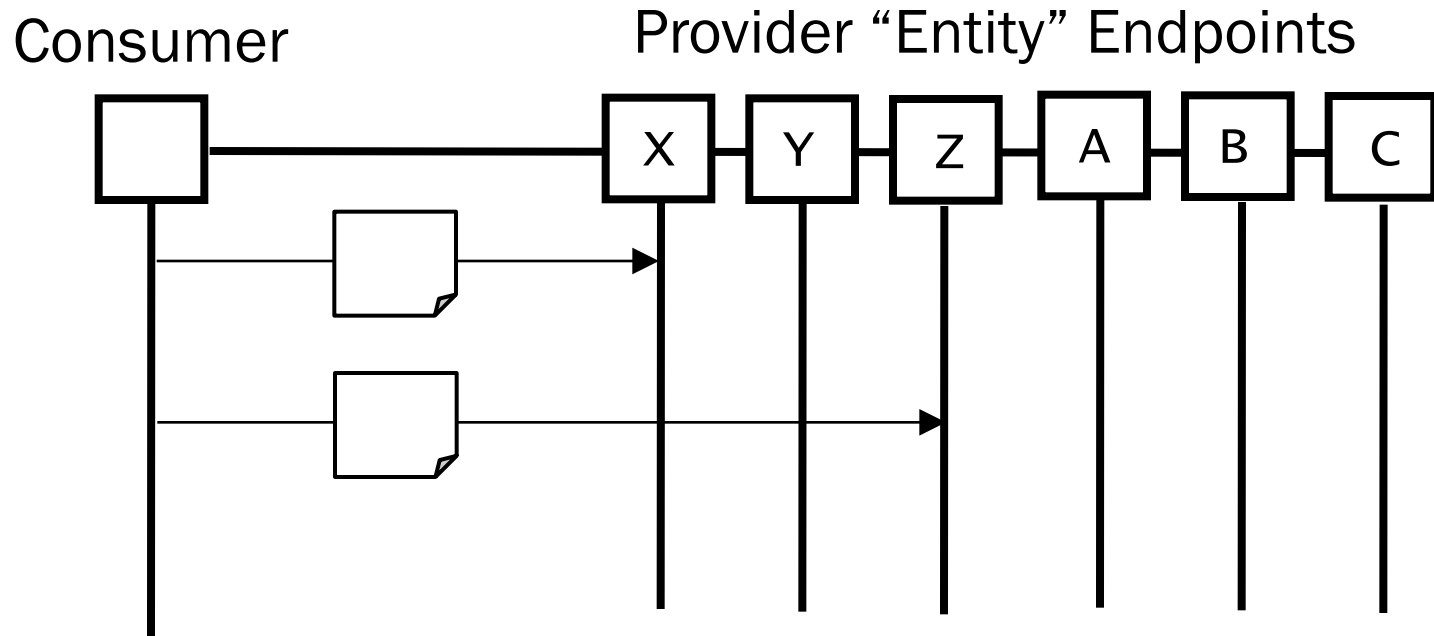 Consumer
Provider “Entity” Endpoints
X Y Z A B C